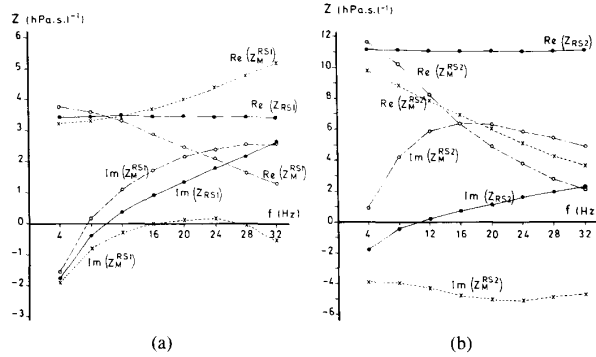 Z (hPa.s.l⁻¹)
6
5
4
3
2
1
0
−1
−2
−3
Re (Z_M^RS1)
Re (Z_RS1)
Im (Z_M^RS1)
Im (Z_RS1)
Re (Z_M^RS1)
f (Hz)
4 8 12 16 20 24 28 32
Im (Z_M^RS1)
(a)
Z (hPa.s.l⁻¹)
12
10
8
6
4
2
0
−2
−4
−6
Re (Z_RS2)
Re (Z_M^RS2)
Re (Z_M^RS2)
Im (Z_M^RS2)
Im (Z_RS2)
f (Hz)
4 8 12 16 20 24 28 32
Im (Z_M^RS2)
(b)